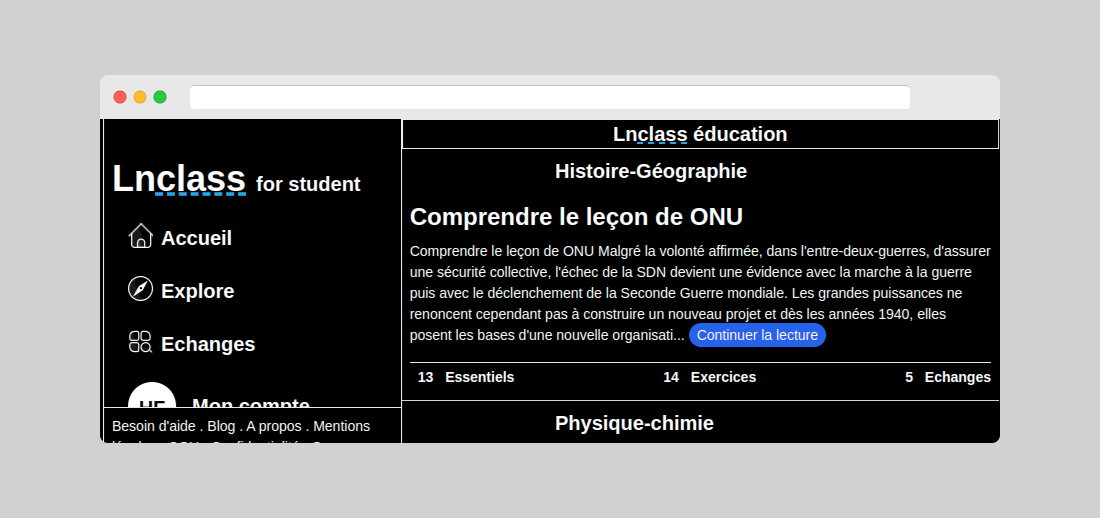 Lnclass for student
Accueil
Explore
Echanges
Mon compte
Besoin d'aide . Blog . A propos . Mentions
Lnclass éducation
Histoire-Géographie
Comprendre le leçon de ONU
Comprendre le leçon de ONU Malgré la volonté affirmée, dans l'entre-deux-guerres, d'assurer
une sécurité collective, l'échec de la SDN devient une évidence avec la marche à la guerre
puis avec le déclenchement de la Seconde Guerre mondiale. Les grandes puissances ne
renoncent cependant pas à construire un nouveau projet et dès les années 1940, elles
posent les bases d'une nouvelle organisati... Continuer la lecture
13 Essentiels 14 Exercices 5 Echanges
Physique-chimie